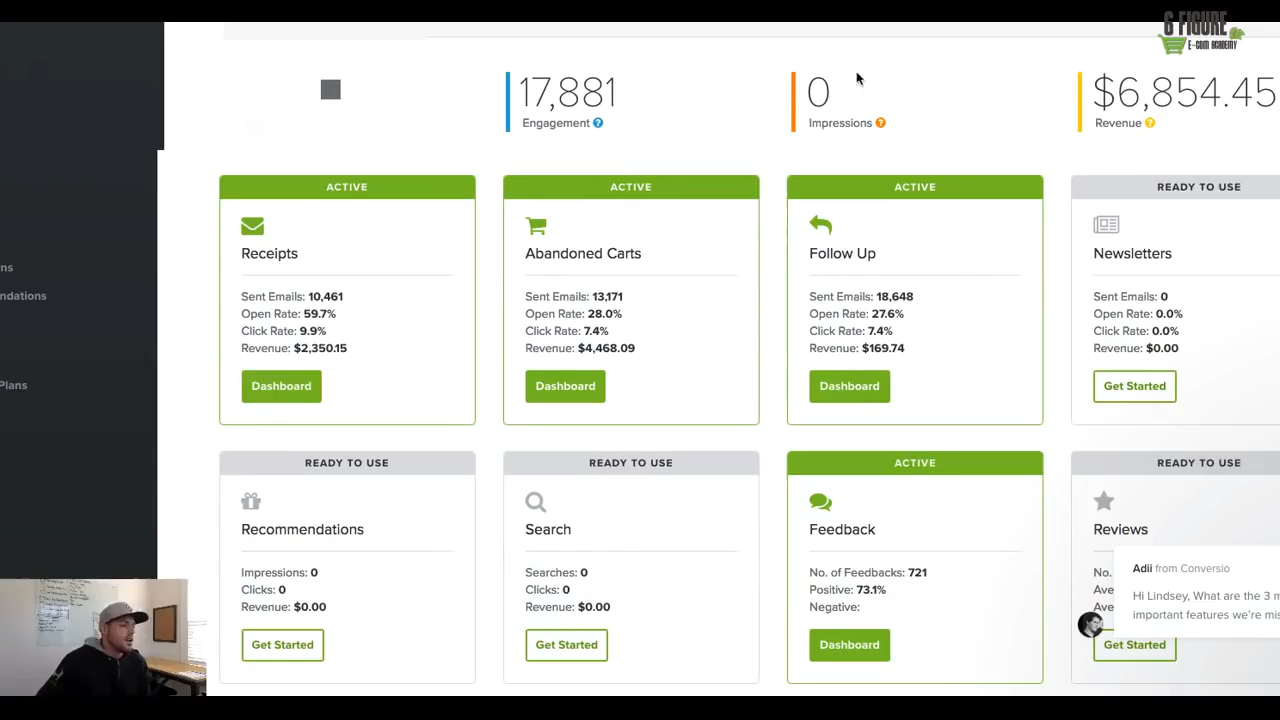 6 FIGURE
E-COM ACADEMY
17,881
Engagement ?
0
Impressions ?
$6,854.45
Revenue ?
ns
ndations
Plans
ACTIVE
Receipts
Sent Emails: 10,461
Open Rate: 59.7%
Click Rate: 9.9%
Revenue: $2,350.15
Dashboard
ACTIVE
Abandoned Carts
Sent Emails: 13,171
Open Rate: 28.0%
Click Rate: 7.4%
Revenue: $4,468.09
Dashboard
ACTIVE
Follow Up
Sent Emails: 18,648
Open Rate: 27.6%
Click Rate: 7.4%
Revenue: $169.74
Dashboard
READY TO USE
Newsletters
Sent Emails: 0
Open Rate: 0.0%
Click Rate: 0.0%
Revenue: $0.00
Get Started
READY TO USE
Recommendations
Impressions: 0
Clicks: 0
Revenue: $0.00
Get Started
READY TO USE
Search
Searches: 0
Clicks: 0
Revenue: $0.00
Get Started
ACTIVE
Feedback
No. of Feedbacks: 721
Positive: 73.1%
Negative:
Dashboard
READY TO USE
Reviews
No.
Ave
Ave
Get Started
Adii from Conversio
Hi Lindsey, What are the 3 m
important features we're mis